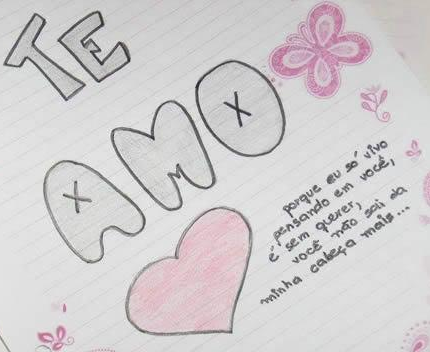 TE
AMO
porque eu só vivo
pensando em você,
é sem querer,
você não sai da
minha cabeça mais...